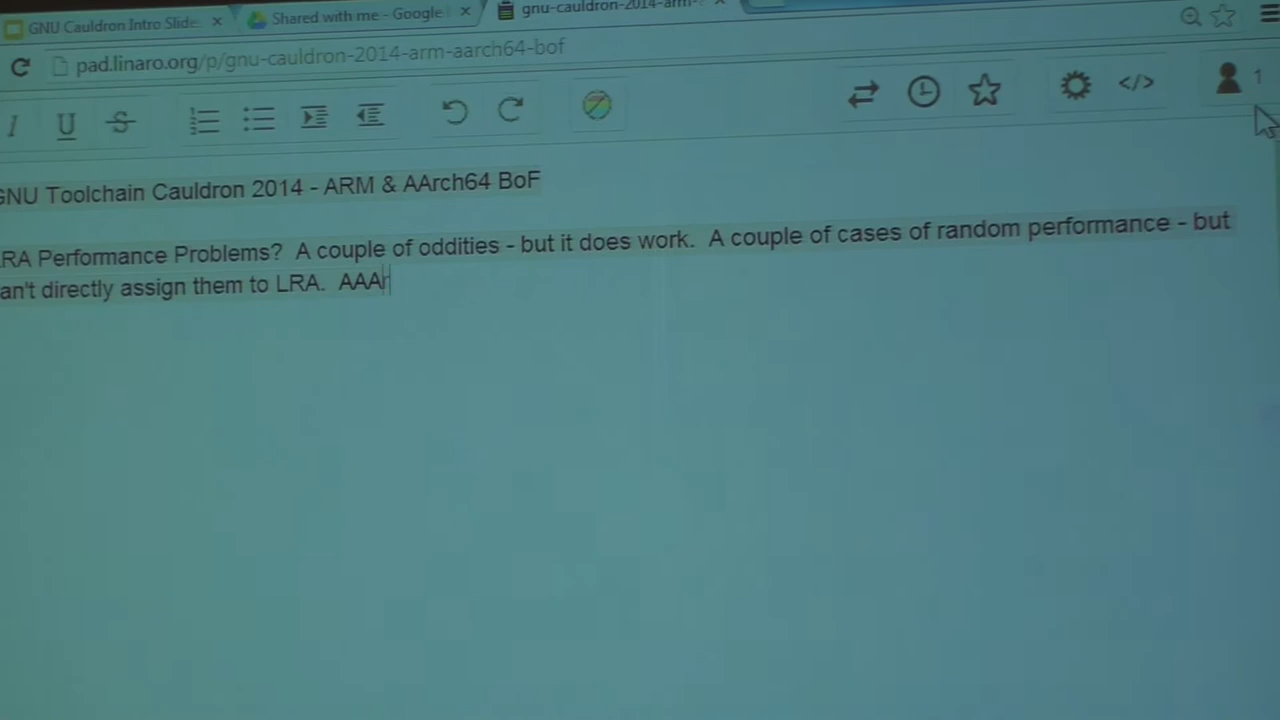 GNU Cauldron Intro Slide
Shared with me - Google
gnu-cauldron-2014-arm-
pad.linaro.org/p/gnu-cauldron-2014-arm-aarch64-bof
1
GNU Toolchain Cauldron 2014 - ARM & AArch64 BoF
RA Performance Problems?  A couple of oddities - but it does work.  A couple of cases of random performance - but
an't directly assign them to LRA.  AAAr